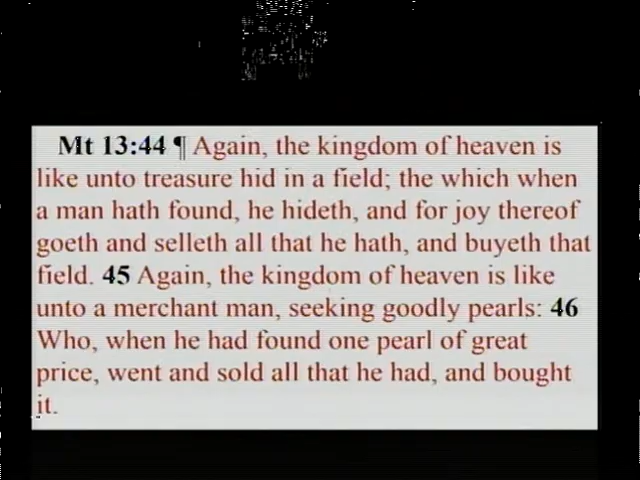 Mt 13:44 ¶ Again, the kingdom of heaven is
like unto treasure hid in a field; the which when
a man hath found, he hideth, and for joy thereof
goeth and selleth all that he hath, and buyeth that
field. 45 Again, the kingdom of heaven is like
unto a merchant man, seeking goodly pearls: 46
Who, when he had found one pearl of great
price, went and sold all that he had, and bought
it.